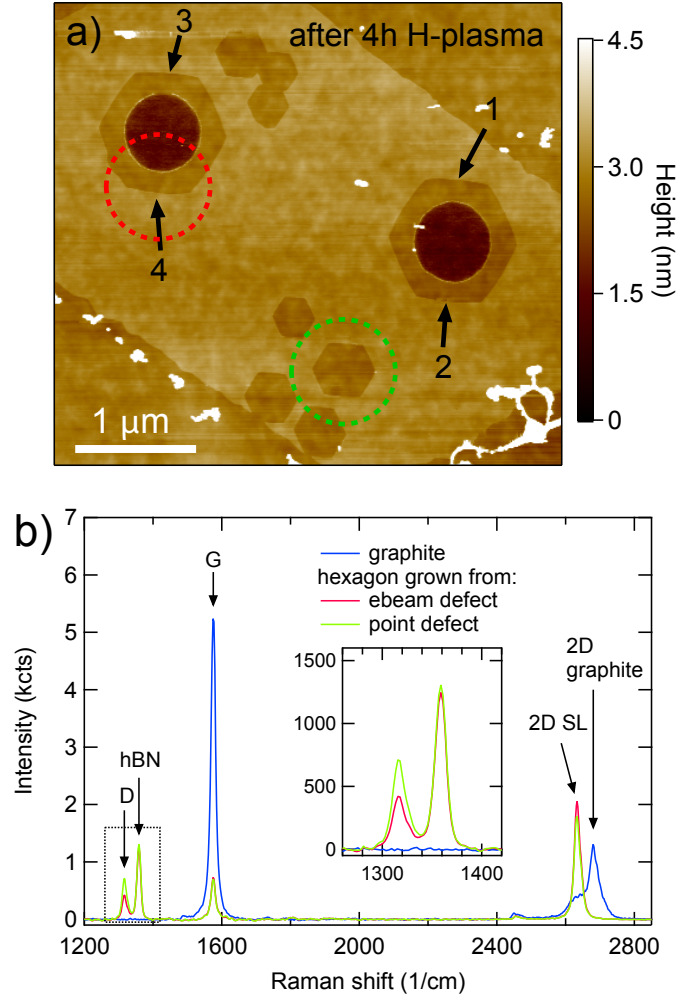 a)
3
after 4h H-plasma
1
4
2
1 µm
4.5
3.0
1.5
0
Height (nm)
b)
7
6
5
4
3
2
1
0
Intensity (kcts)
G
hBN
D
graphite
hexagon grown from:
ebeam defect
point defect
2D
graphite
2D SL
1500
1000
500
0
1300
1400
1200
1600
2000
2400
2800
Raman shift (1/cm)